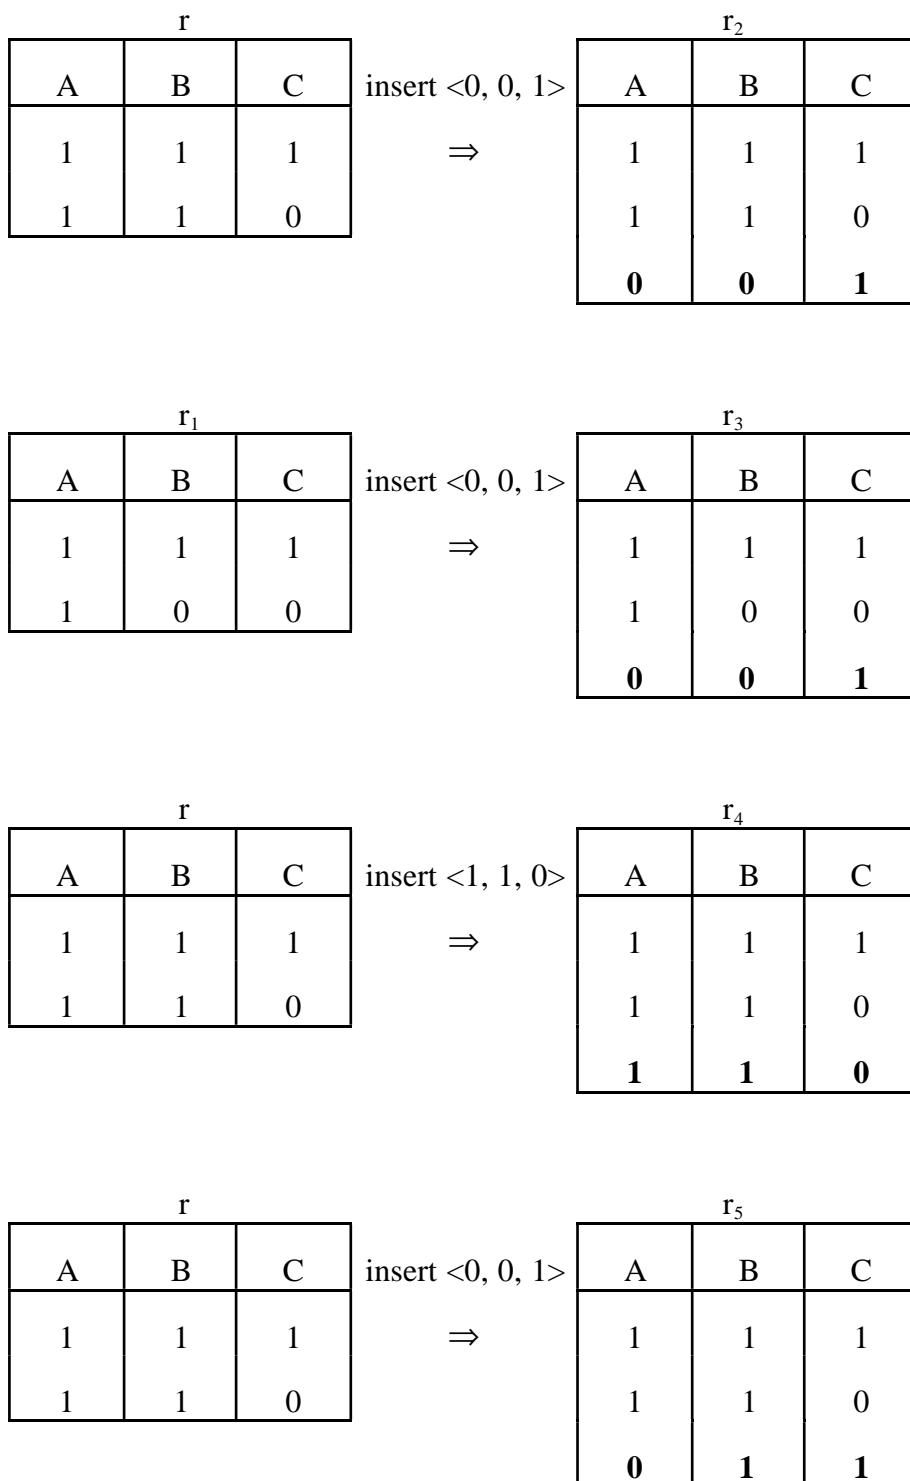 r r₂
A B C insert <0, 0, 1> A B C
1 1 1 ⇒ 1 1 1
1 1 0 1 1 0
0 0 1
r₁ r₃
A B C insert <0, 0, 1> A B C
1 1 1 ⇒ 1 1 1
1 0 0 1 0 0
0 0 1
r r₄
A B C insert <1, 1, 0> A B C
1 1 1 ⇒ 1 1 1
1 1 0 1 1 0
1 1 0
r r₅
A B C insert <0, 0, 1> A B C
1 1 1 ⇒ 1 1 1
1 1 0 1 1 0
0 1 1